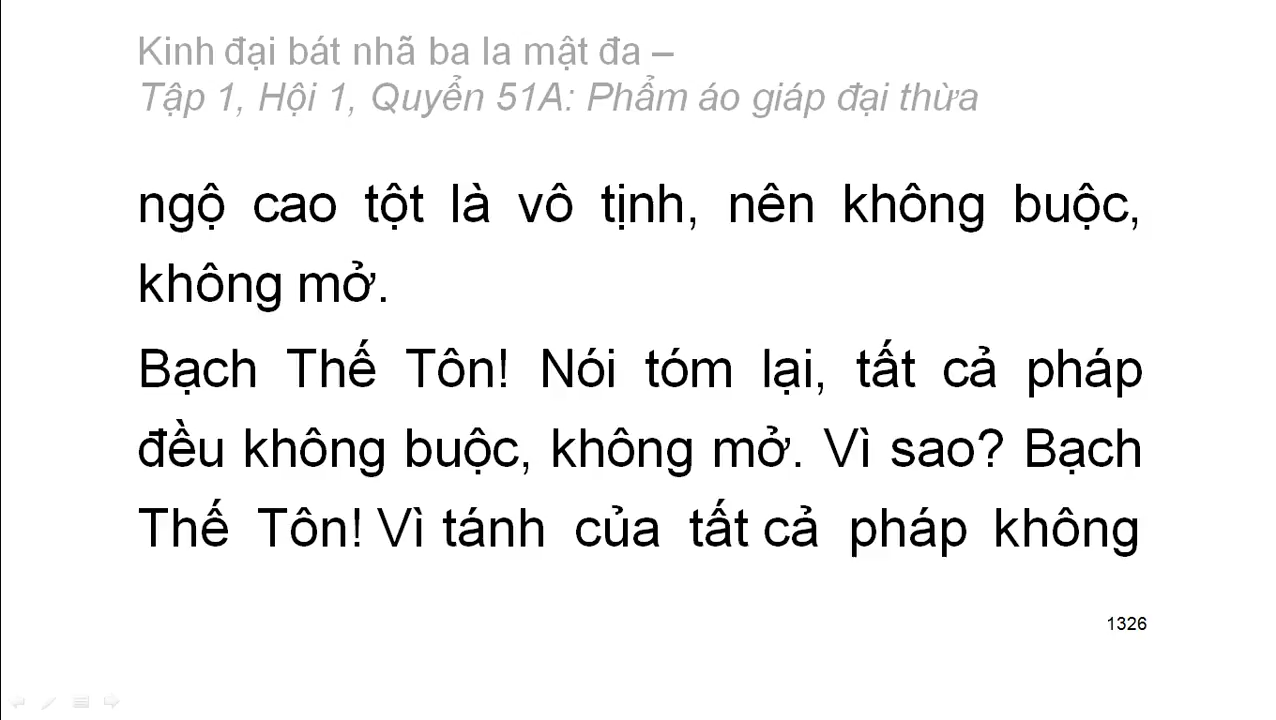 Kinh đại bát nhã ba la mật đa –
Tập 1, Hội 1, Quyển 51A: Phẩm áo giáp đại thừa
ngộ cao tột là vô tịnh, nên không buộc,
không mở.
Bạch Thế Tôn! Nói tóm lại, tất cả pháp
đều không buộc, không mở. Vì sao? Bạch
Thế Tôn! Vì tánh của tất cả pháp không
1326